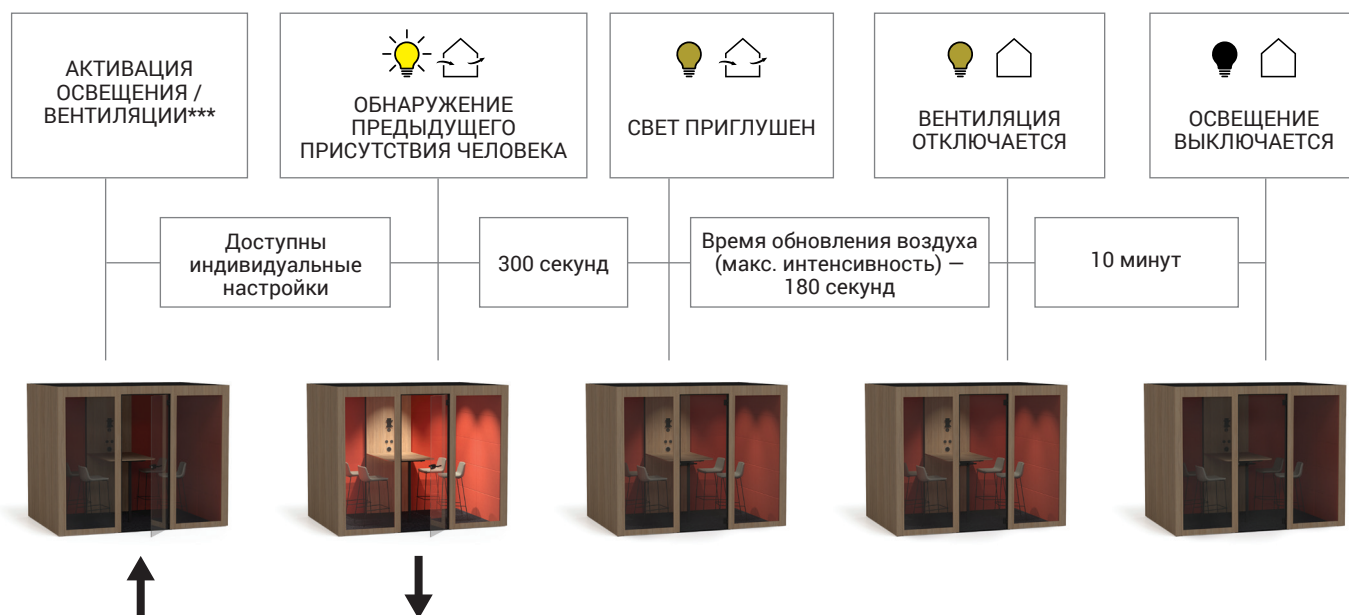 АКТИВАЦИЯ
ОСВЕЩЕНИЯ /
ВЕНТИЛЯЦИИ***
ОБНАРУЖЕНИЕ
ПРЕДЫДУЩЕГО
ПРИСУТСТВИЯ ЧЕЛОВЕКА
СВЕТ ПРИГЛУШЕН
ВЕНТИЛЯЦИЯ
ОТКЛЮЧАЕТСЯ
ОСВЕЩЕНИЕ
ВЫКЛЮЧАЕТСЯ
Доступны
индивидуальные
настройки
300 секунд
Время обновления воздуха
(макс. интенсивность) —
180 секунд
10 минут